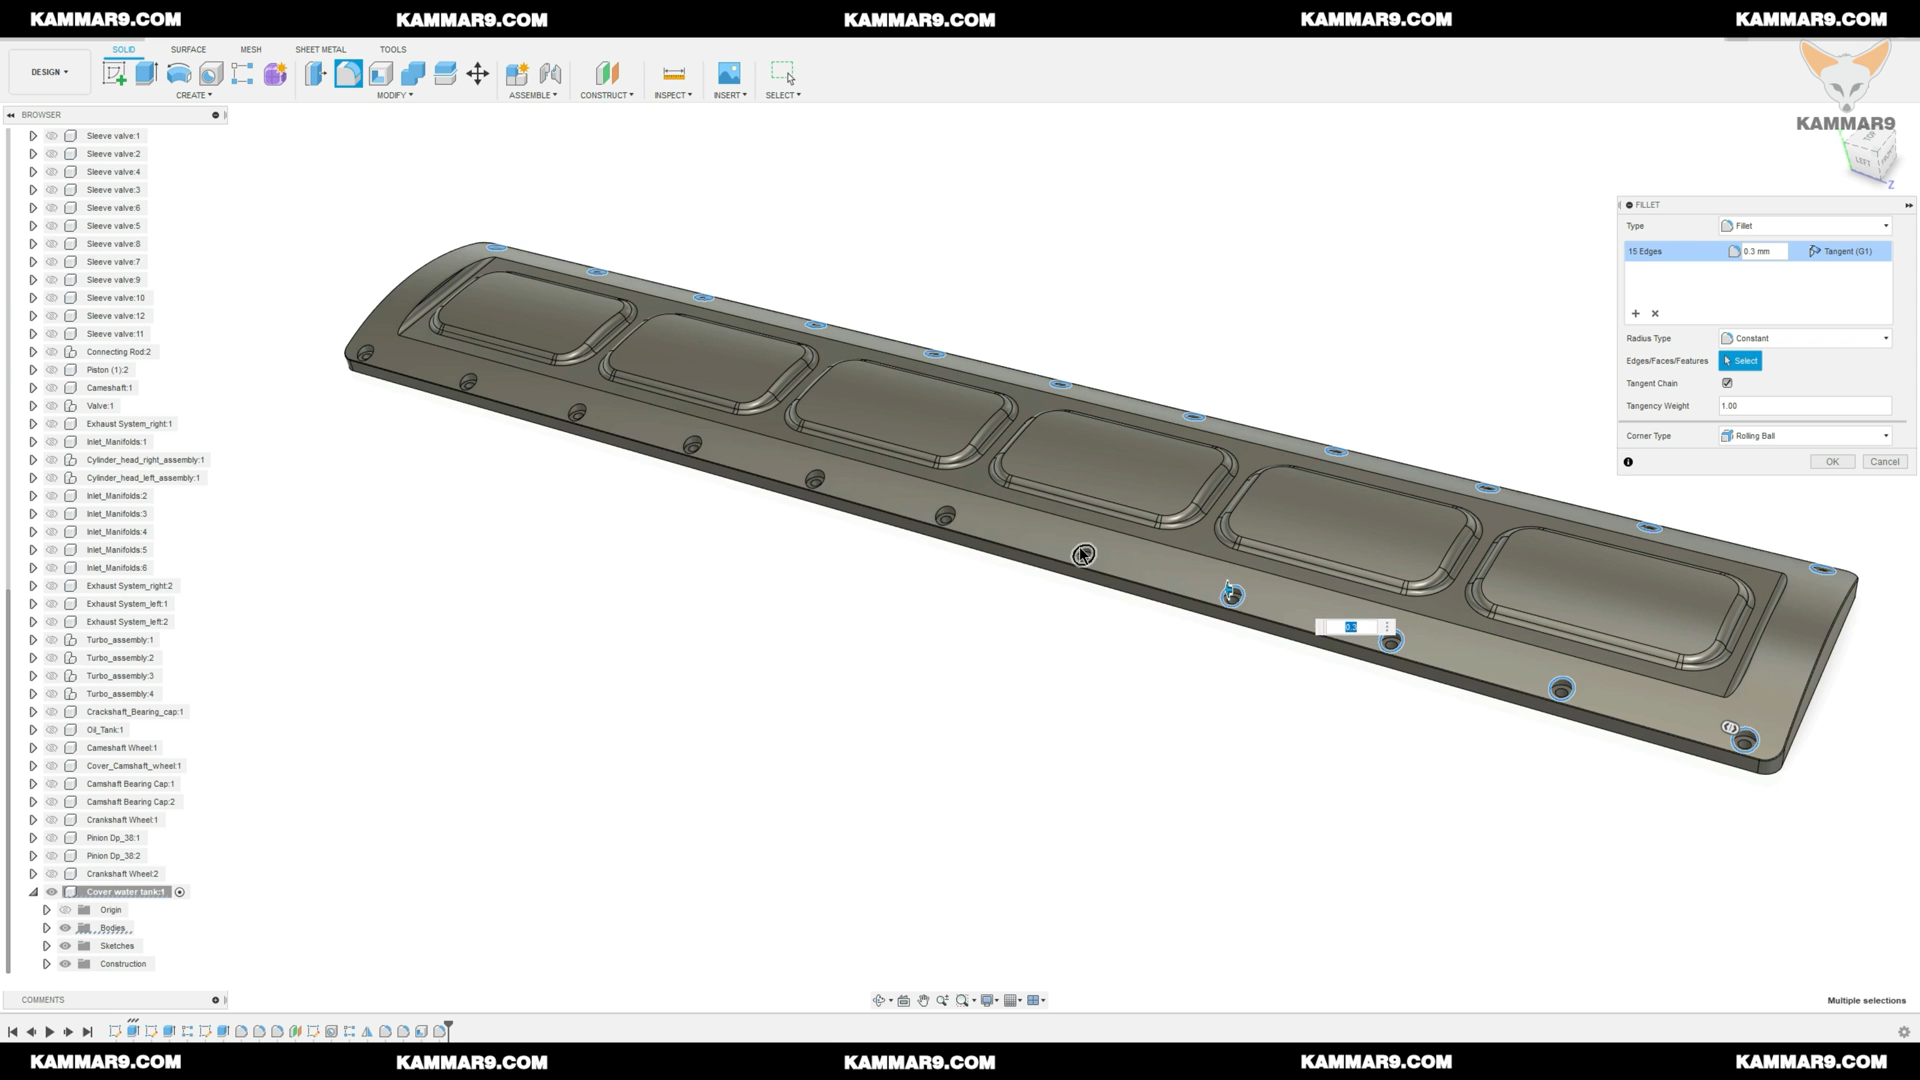 KAMMAR9.COM KAMMAR9.COM KAMMAR9.COM KAMMAR9.COM KAMMAR9.COM
SOLID SURFACE MESH SHEET METAL TOOLS
DESIGN
CREATE MODIFY ASSEMBLE CONSTRUCT INSPECT INSERT SELECT
KAMMAR9
TOP
LEFT
Z
BROWSER
Sleeve valve:1
Sleeve valve:2
Sleeve valve:4
Sleeve valve:3
Sleeve valve:6
Sleeve valve:5
Sleeve valve:8
Sleeve valve:7
Sleeve valve:9
Sleeve valve:10
Sleeve valve:12
Sleeve valve:11
Connecting Rod:2
Piston (1):2
Cameshaft:1
Valve:1
Exhaust System_right:1
Inlet_Manifolds:1
Cylinder_head_right_assembly:1
Cylinder_head_left_assembly:1
Inlet_Manifolds:2
Inlet_Manifolds:3
Inlet_Manifolds:4
Inlet_Manifolds:5
Inlet_Manifolds:6
Exhaust System_right:2
Exhaust System_left:1
Exhaust System_left:2
Turbo_assembly:1
Turbo_assembly:2
Turbo_assembly:3
Turbo_assembly:4
Crackshaft_Bearing_cap:1
Oil_Tank:1
Cameshaft Wheel:1
Cover_Camshaft_wheel:1
Camshaft Bearing Cap:1
Camshaft Bearing Cap:2
Crankshaft Wheel:1
Pinion Dp_38:1
Pinion Dp_38:2
Crankshaft Wheel:2
Cover water tank:1
Origin
Bodies
Sketches
Construction
FILLET
Type Fillet
15 Edges 0.3 mm Tangent (G1)
Radius Type Constant
Edges/Faces/Features Select
Tangent Chain
Tangency Weight 1.00
Corner Type Rolling Ball
OK Cancel
0.3
COMMENTS
Multiple selections
KAMMAR9.COM KAMMAR9.COM KAMMAR9.COM KAMMAR9.COM KAMMAR9.COM